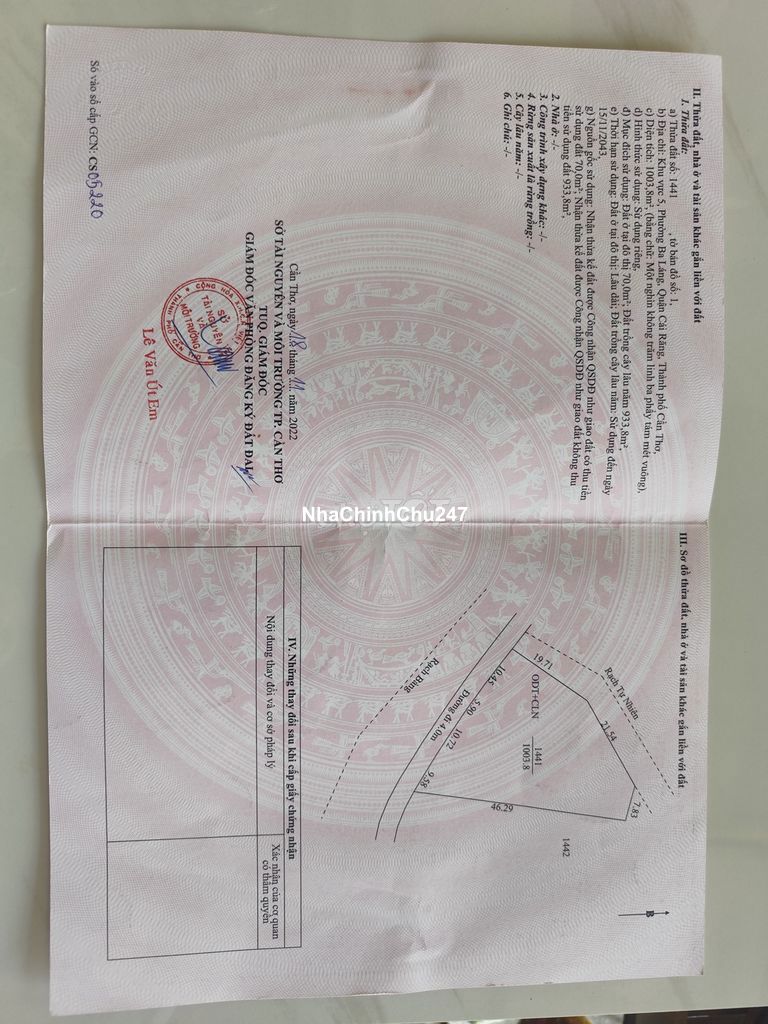 II. Thửa đất, nhà ở và tài sản khác gắn liền với đất
1. Thửa đất:
a) Thửa đất số: 1441 , tờ bản đồ số: 1,
b) Địa chỉ: Khu vực 5, Phường Ba Láng, Quận Cái Răng, Thành phố Cần Thơ,
c) Diện tích: 1003,8m², (bằng chữ: Một nghìn không trăm linh ba phẩy tám mét vuông),
d) Hình thức sử dụng: Sử dụng riêng,
đ) Mục đích sử dụng: Đất ở tại đô thị 70,0m²; Đất trồng cây lâu năm 933,8m²,
e) Thời hạn sử dụng: Đất ở tại đô thị: Lâu dài; Đất trồng cây lâu năm: Sử dụng đến ngày
15/11/2043,
g) Nguồn gốc sử dụng: Nhận thừa kế đất được Công nhận QSDĐ như giao đất có thu tiền
sử dụng đất 70,0m²; Nhận thừa kế đất được Công nhận QSDĐ như giao đất không thu
tiền sử dụng đất 933,8m²,
2. Nhà ở: -/-
3. Công trình xây dựng khác: -/-
4. Rừng sản xuất là rừng trồng: -/-
5. Cây lâu năm: -/-
6. Ghi chú: -/-
Cần Thơ, ngày 18 tháng 11 năm 2022
SỞ TÀI NGUYÊN VÀ MÔI TRƯỜNG TP. CẦN THƠ
TUQ. GIÁM ĐỐC
GIÁM ĐỐC VĂN PHÒNG ĐĂNG KÝ ĐẤT ĐAI
SỞ
TÀI NGUYÊN
VÀ
MÔI TRƯỜNG
Lê Văn Út Em
Số vào sổ cấp GCN: CS05220
III. Sơ đồ thửa đất, nhà ở và tài sản khác gắn liền với đất
Rạch Tự Nhiên
19.71
21.54
7.83
ODT+CLN
1441
1003.8
10.45
5.90
10.72
9.58
46.29
1442
Đường đi 4.0m
Rạch Bàng
B
IV. Những thay đổi sau khi cấp giấy chứng nhận
Nội dung thay đổi và cơ sở pháp lý
Xác nhận của cơ quan
có thẩm quyền
NhaChinhChu247